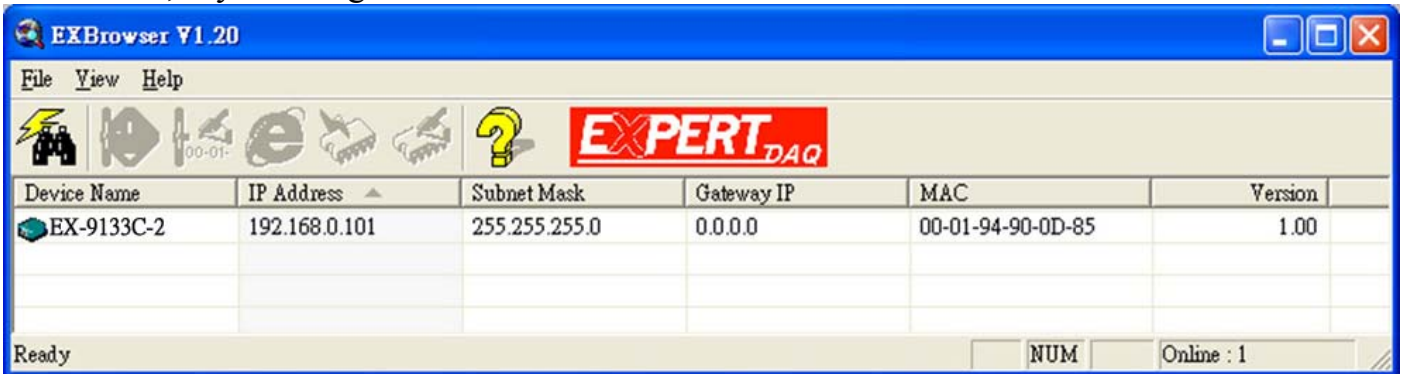 EXBrowser V1.20
File View Help
00-01-
EXPERT DAQ
Device Name IP Address Subnet Mask Gateway IP MAC Version
EX-9133C-2 192.168.0.101 255.255.255.0 0.0.0.0 00-01-94-90-0D-85 1.00
Ready NUM Online : 1